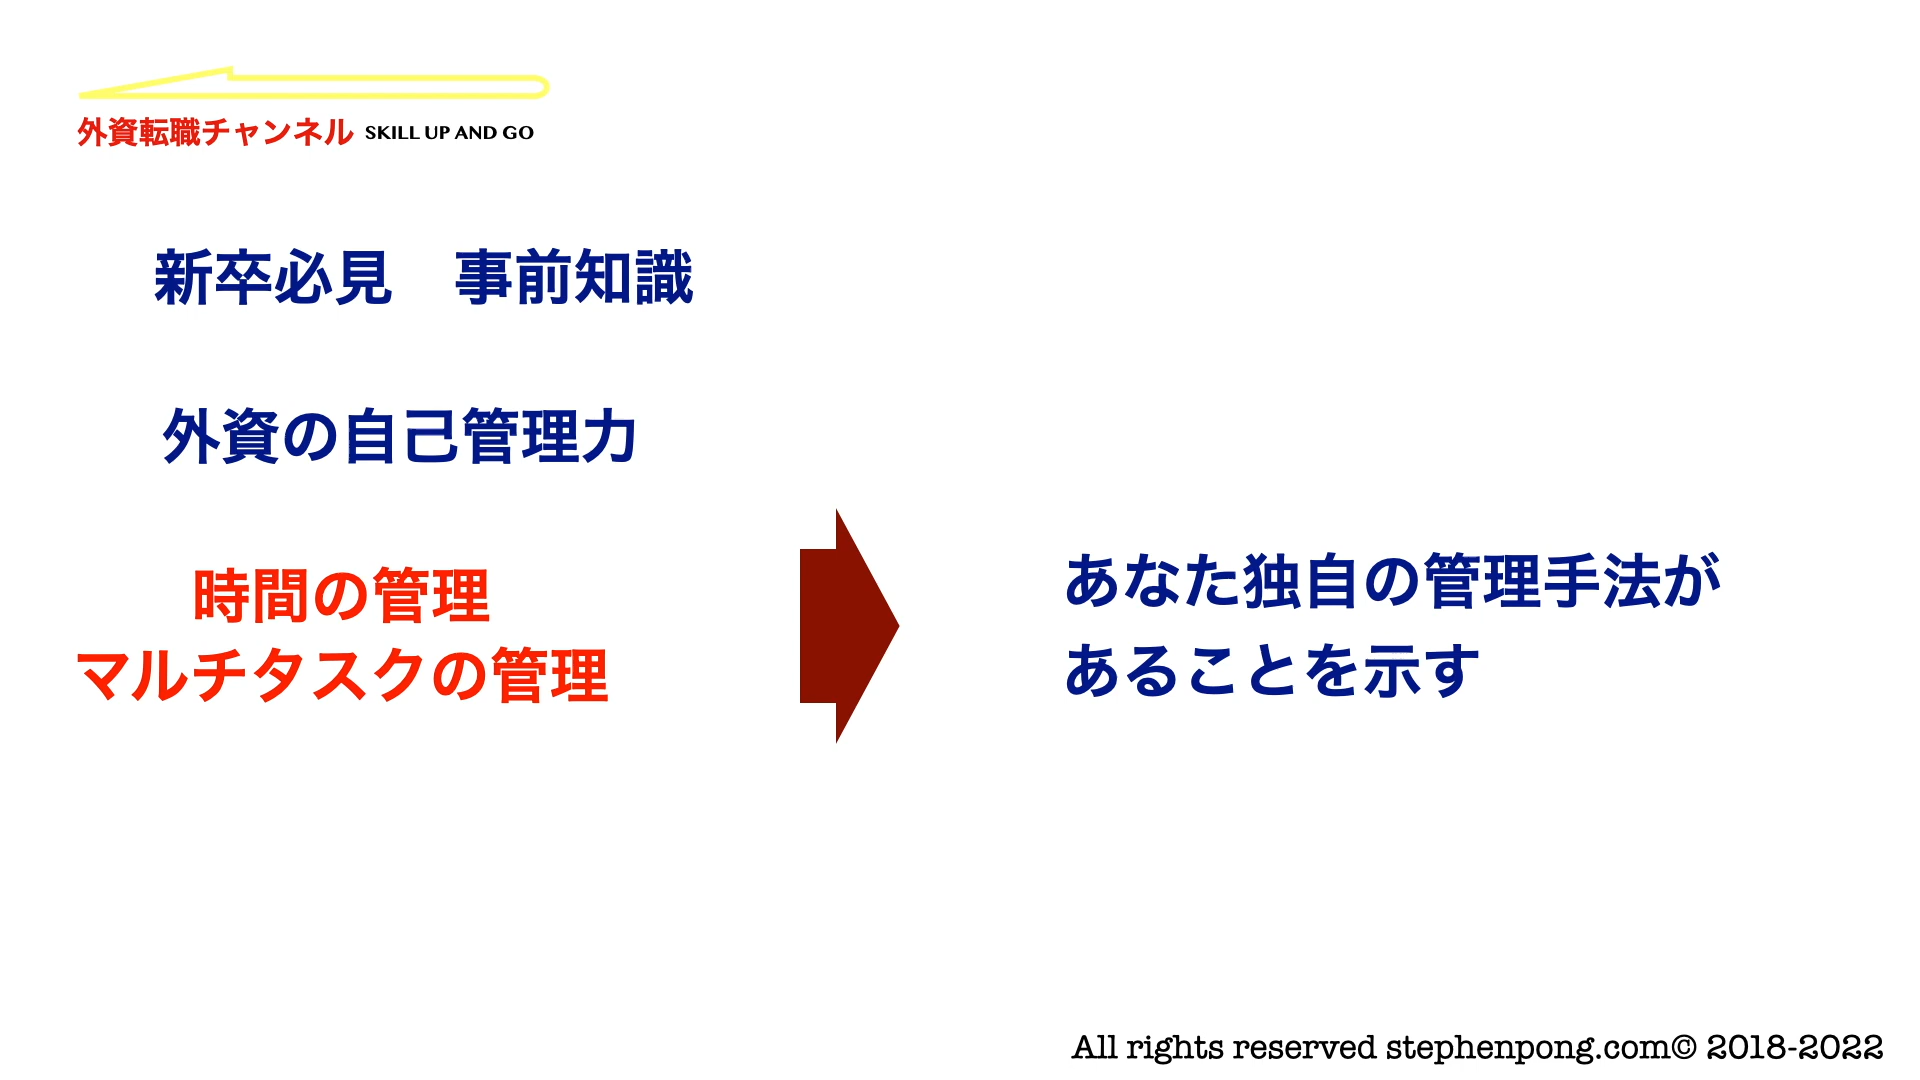 外資転職チャンネル SKILL UP AND GO
新卒必見　事前知識
外資の自己管理力
時間の管理
マルチタスクの管理
あなた独自の管理手法が
あることを示す
All rights reserved stephenpong.com© 2018-2022